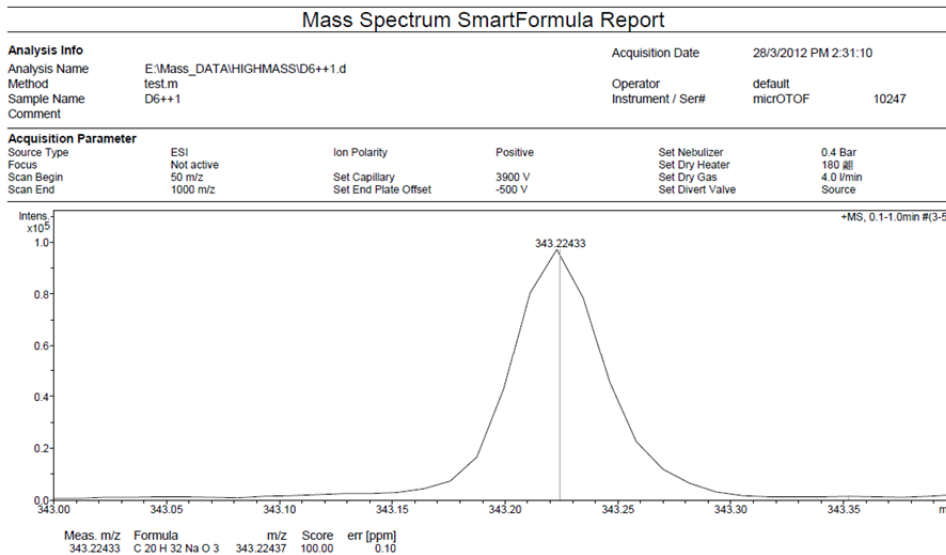 Mass Spectrum SmartFormula Report
Analysis Info Acquisition Date 28/3/2012 PM 2:31:10
Analysis Name E:\Mass_DATA\HIGHMASS\D6++1.d
Method test.m Operator default
Sample Name D6++1 Instrument / Ser# micrOTOF 10247
Comment
Acquisition Parameter
Source Type ESI Ion Polarity Positive Set Nebulizer 0.4 Bar
Focus Not active Set Dry Heater 180 翩
Scan Begin 50 m/z Set Capillary 3900 V Set Dry Gas 4.0 l/min
Scan End 1000 m/z Set End Plate Offset -500 V Set Divert Valve Source
Intens. +MS, 0.1-1.0min #(3-5
x10⁵
343.22433
1.0
0.8
0.6
0.4
0.2
0.0
343.00 343.05 343.10 343.15 343.20 343.25 343.30 343.35 m
Meas. m/z Formula m/z Score err [ppm]
343.22433 C 20 H 32 Na O 3 343.22437 100.00 0.10